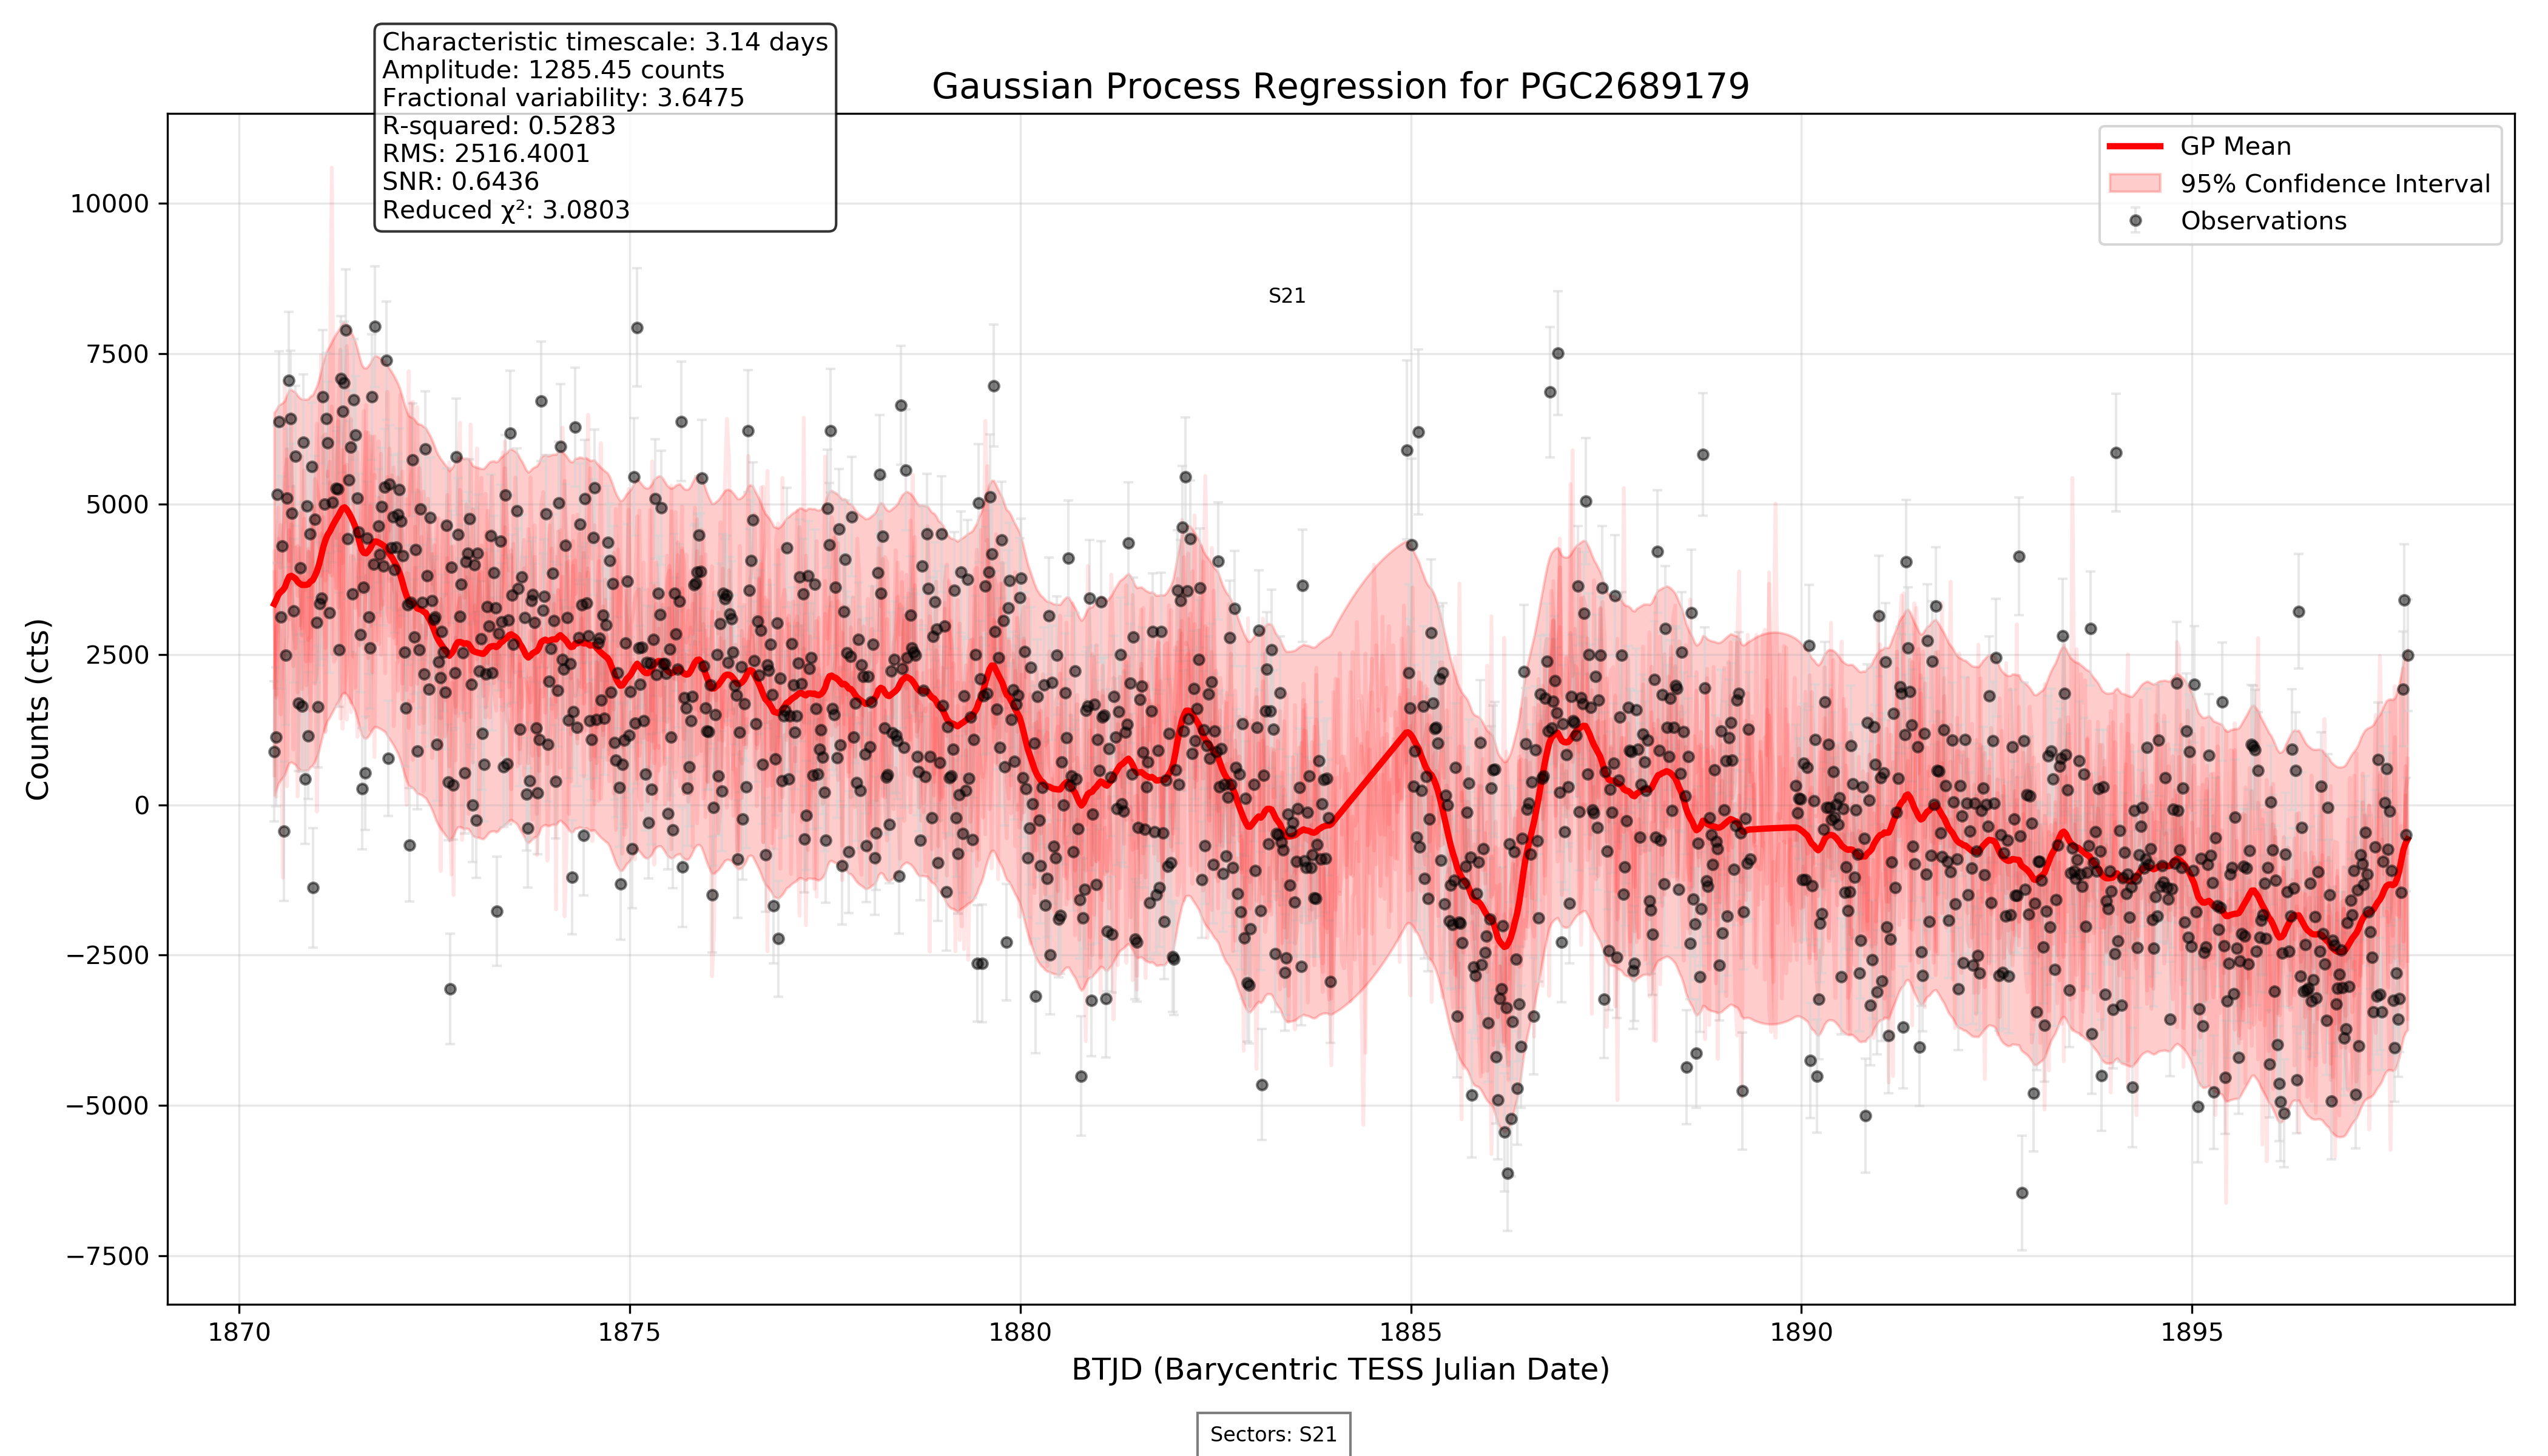 Characteristic timescale: 3.14 days
Amplitude: 1285.45 counts
Fractional variability: 3.6475
R-squared: 0.5283
RMS: 2516.4001
SNR: 0.6436
Reduced χ²: 3.0803
Gaussian Process Regression for PGC2689179
GP Mean
95% Confidence Interval
Observations
S21
Counts (cts)
10000
7500
5000
2500
0
−2500
−5000
−7500
1870
1875
1880
1885
1890
1895
BTJD (Barycentric TESS Julian Date)
Sectors: S21